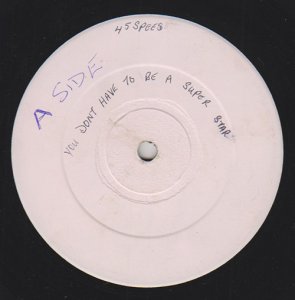 45 SPEED
A SIDE
YOU DONT HAVE TO BE A SUPER STAR